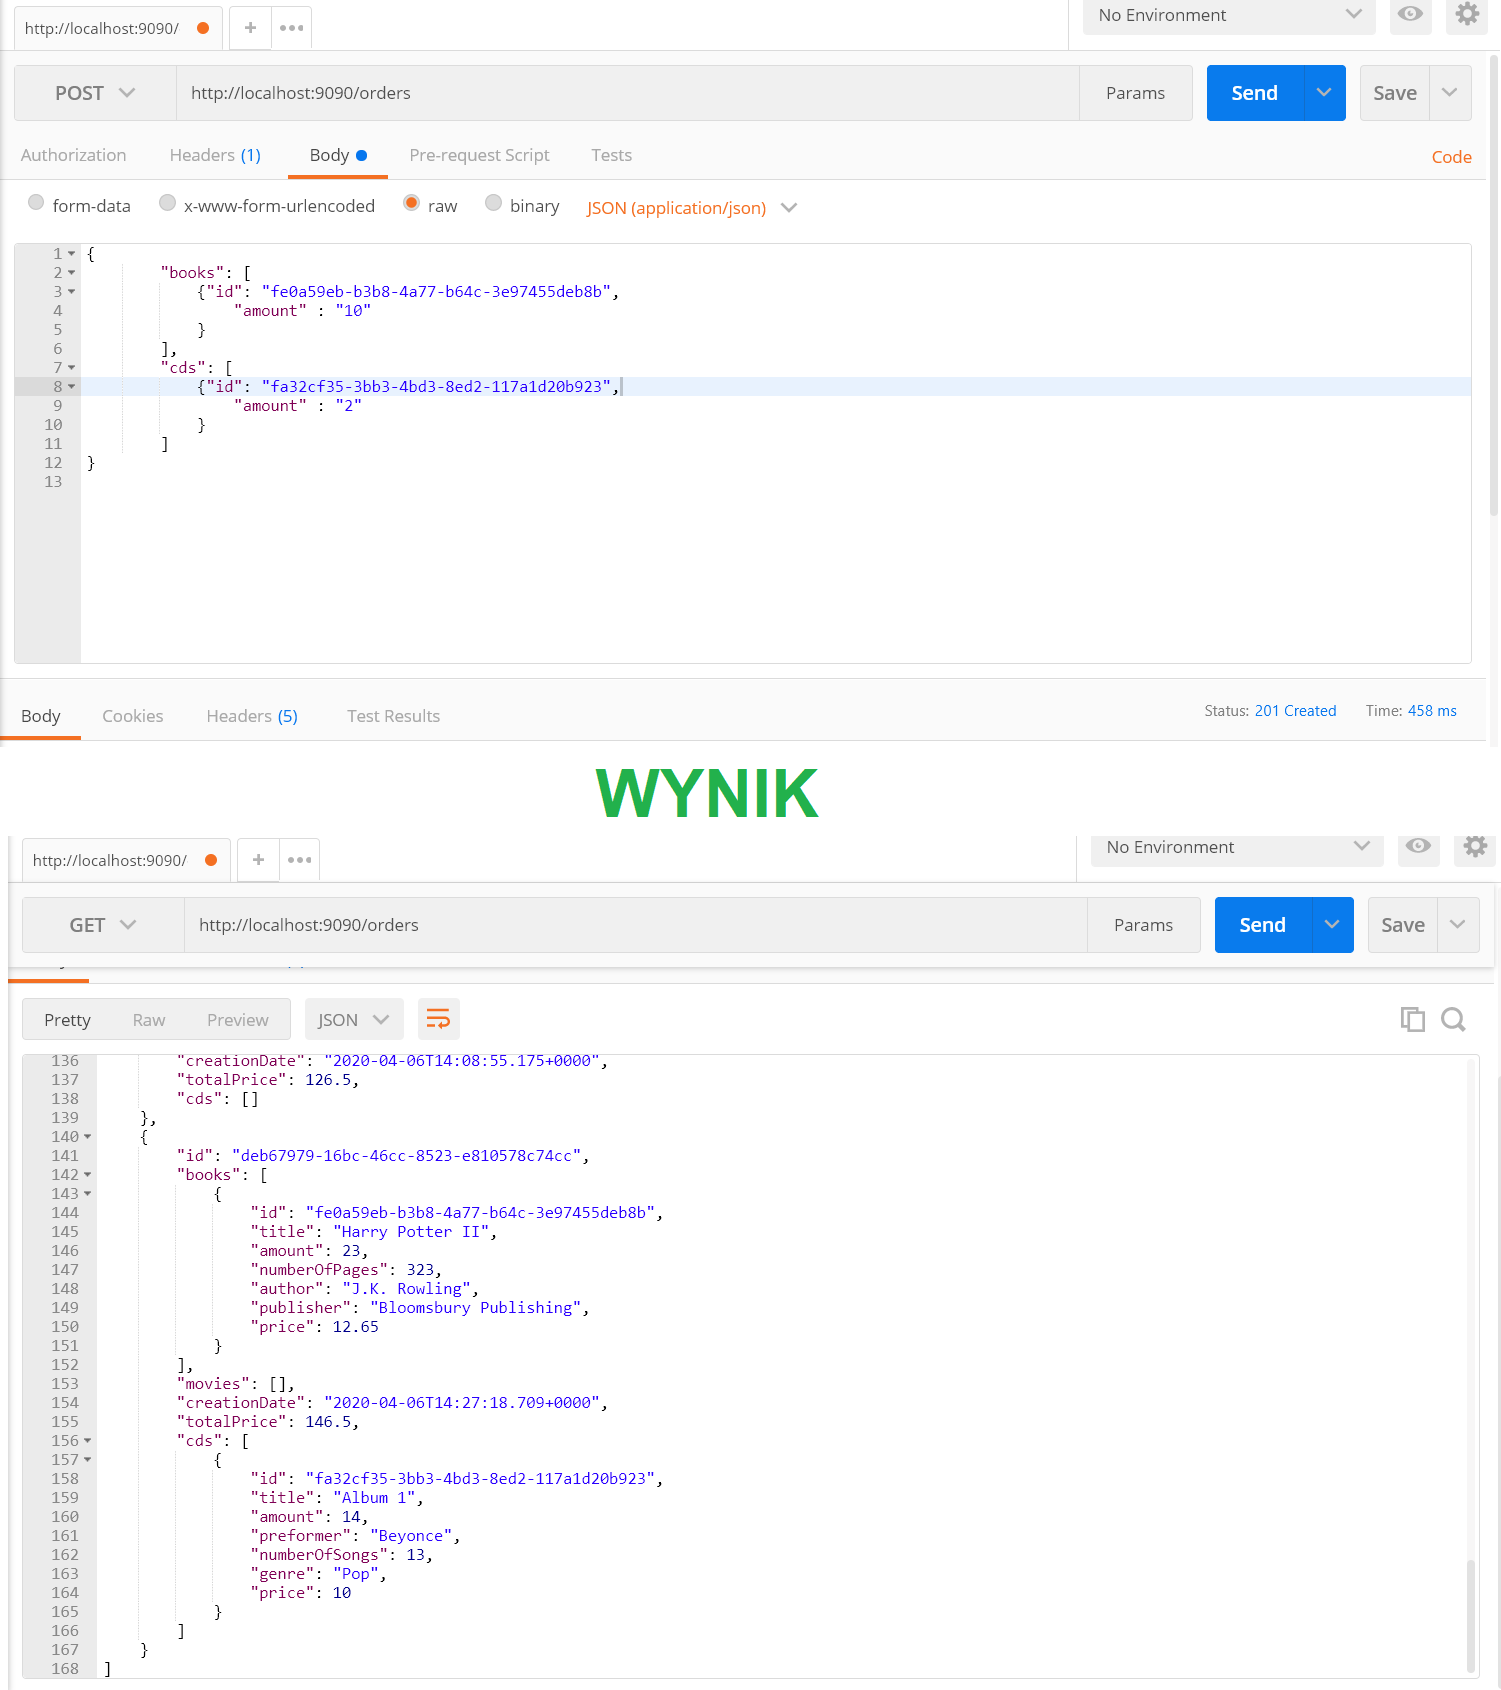 http://localhost:9090/
No Environment
POST
http://localhost:9090/orders
Params
Send
Save
Authorization Headers (1) Body Pre-request Script Tests Code
form-data x-www-form-urlencoded raw binary JSON (application/json)
1 {
2 "books": [
3 {"id": "fe0a59eb-b3b8-4a77-b64c-3e97455deb8b",
4 "amount" : "10"
5 }
6 ],
7 "cds": [
8 {"id": "fa32cf35-3bb3-4bd3-8ed2-117a1d20b923",
9 "amount" : "2"
10 }
11 ]
12 }
13
Body Cookies Headers (5) Test Results Status: 201 Created Time: 458 ms
WYNIK
http://localhost:9090/
No Environment
GET
http://localhost:9090/orders
Params
Send
Save
Pretty Raw Preview JSON
136 "creationDate": "2020-04-06T14:08:55.175+0000",
137 "totalPrice": 126.5,
138 "cds": []
139 },
140 {
141 "id": "deb67979-16bc-46cc-8523-e810578c74cc",
142 "books": [
143 {
144 "id": "fe0a59eb-b3b8-4a77-b64c-3e97455deb8b",
145 "title": "Harry Potter II",
146 "amount": 23,
147 "numberOfPages": 323,
148 "author": "J.K. Rowling",
149 "publisher": "Bloomsbury Publishing",
150 "price": 12.65
151 }
152 ],
153 "movies": [],
154 "creationDate": "2020-04-06T14:27:18.709+0000",
155 "totalPrice": 146.5,
156 "cds": [
157 {
158 "id": "fa32cf35-3bb3-4bd3-8ed2-117a1d20b923",
159 "title": "Album 1",
160 "amount": 14,
161 "preformer": "Beyonce",
162 "numberOfSongs": 13,
163 "genre": "Pop",
164 "price": 10
165 }
166 ]
167 }
168 ]